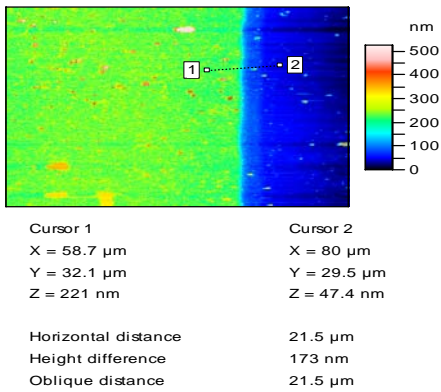 nm
500
400
300
200
100
0
1
2
Cursor 1 Cursor 2
X = 58.7 µm X = 80 µm
Y = 32.1 µm Y = 29.5 µm
Z = 221 nm Z = 47.4 nm
Horizontal distance 21.5 µm
Height difference 173 nm
Oblique distance 21.5 µm